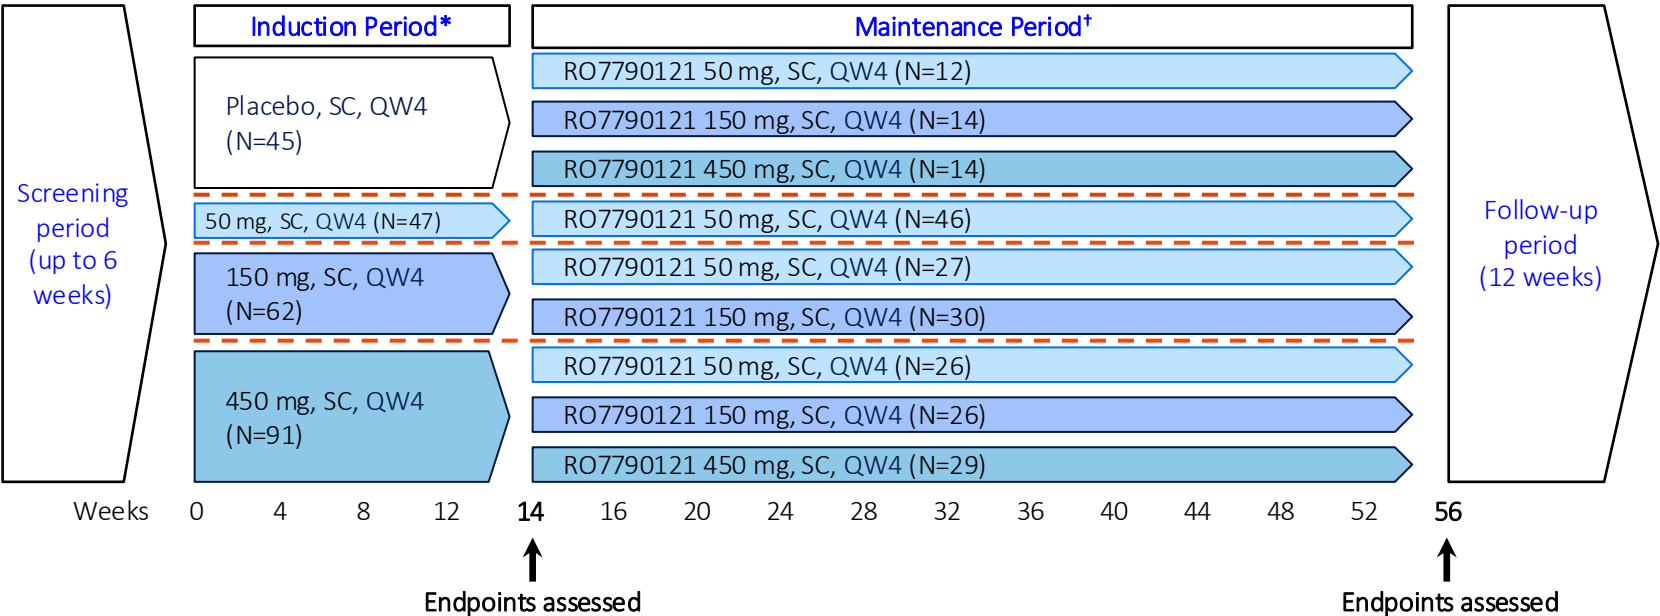 Induction Period*
Maintenance Period†
Screening
period
(up to 6
weeks)
Placebo, SC, QW4
(N=45)
50 mg, SC, QW4 (N=47)
150 mg, SC, QW4
(N=62)
450 mg, SC, QW4
(N=91)
RO7790121 50 mg, SC, QW4 (N=12)
RO7790121 150 mg, SC, QW4 (N=14)
RO7790121 450 mg, SC, QW4 (N=14)
RO7790121 50 mg, SC, QW4 (N=46)
RO7790121 50 mg, SC, QW4 (N=27)
RO7790121 150 mg, SC, QW4 (N=30)
RO7790121 50 mg, SC, QW4 (N=26)
RO7790121 150 mg, SC, QW4 (N=26)
RO7790121 450 mg, SC, QW4 (N=29)
Follow-up
period
(12 weeks)
Weeks 0 4 8 12 14 16 20 24 28 32 36 40 44 48 52 56
Endpoints assessed
Endpoints assessed